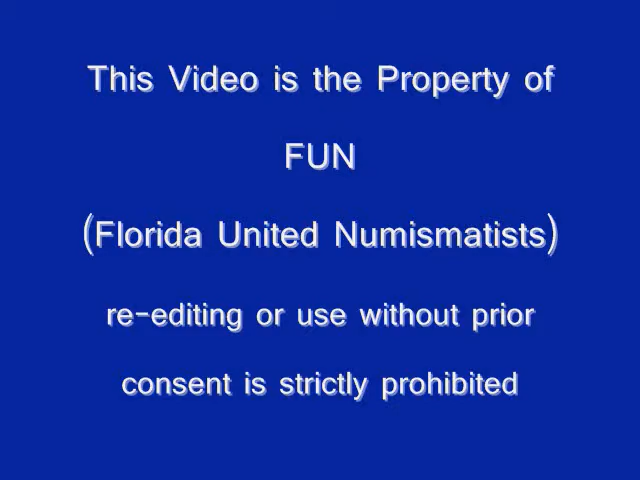 This Video is the Property of
FUN
(Florida United Numismatists)
re-editing or use without prior
consent is strictly prohibited